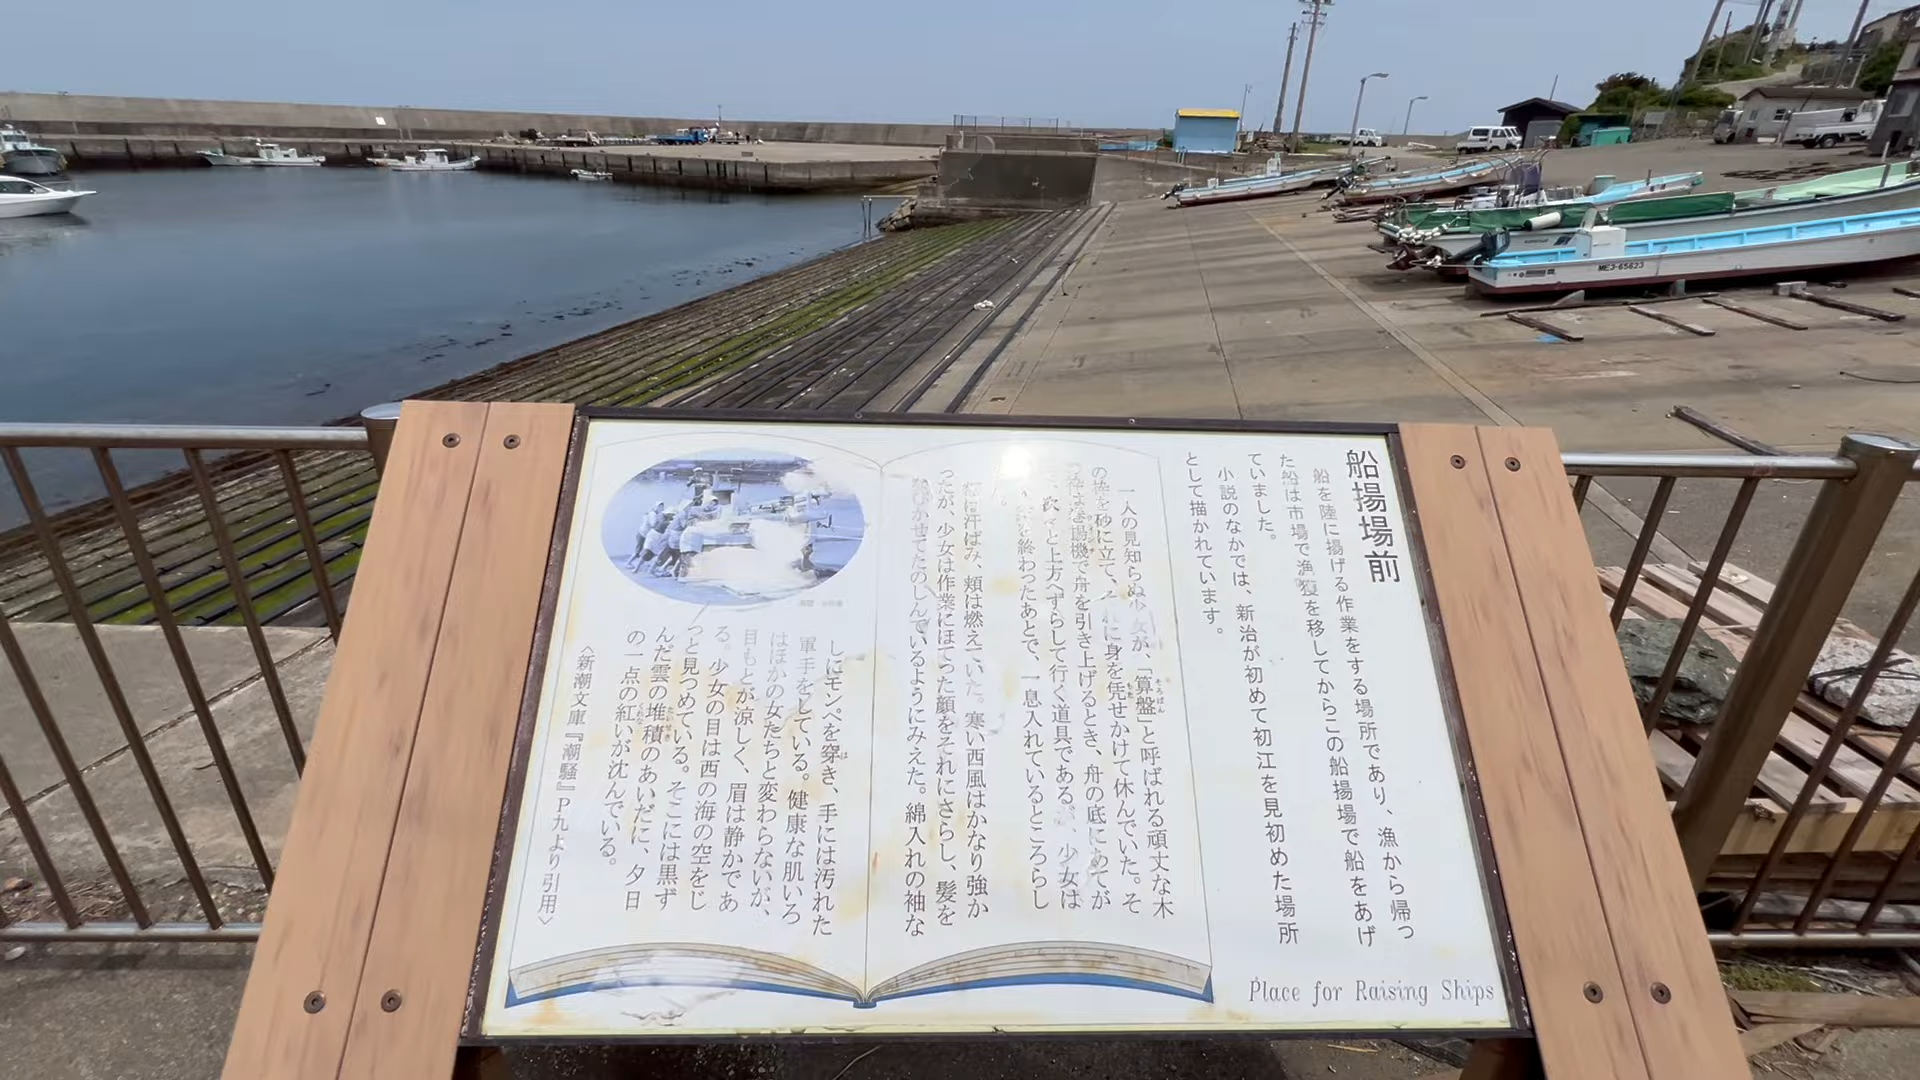 船揚場前
船を陸に揚げる作業をする場所であり、漁から帰っ
た船は市場で漁獲を移してからこの船揚場で船をあげ
ていました。
小説のなかでは、新治が初めて初江を見初めた場所
として描かれています。
一人の見知らぬ少女が、「算盤」と呼ばれる頑丈な木
の枠を砂に立て、それに身を凭せかけて休んでいた。そ
巻揚機で舟を引き上げるとき、舟の底にあてが
と上方へずらして行く道具であるが、少女は
を終わったあとで、一息入れているところらし
汗ばみ、頬は燃えていた。寒い西風はかなり強か
ったが、少女は作業にほてった顔をそれにさらし、髪を
なびかせてたのしんでいるようにみえた。綿入れの袖な
しにモンペを穿き、手には汚れた
軍手をしている。健康な肌いろ
はほかの女たちと変わらないが、
目もとが涼しく、眉は静かであ
る。少女の目は西の海の空をじ
っと見つめている。そこには黒ず
んだ雲の堆積のあいだに、夕日
の一点の紅いが沈んでいる。
〈新潮文庫『潮騒』P九より引用〉
Place for Raising Ships
ME3-65623